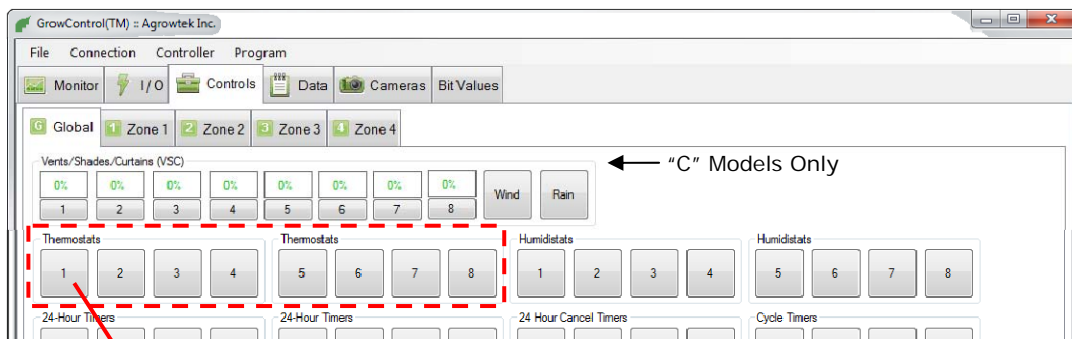 GrowControl(TM) :: Agrowtek Inc.
File Connection Controller Program
Monitor I/O Controls Data Cameras Bit Values
G Global 1 Zone 1 2 Zone 2 3 Zone 3 4 Zone 4
Vents/Shades/Curtains (VSC)
"C" Models Only
0% 0% 0% 0% 0% 0% 0% 0%
Wind Rain
1 2 3 4 5 6 7 8
Thermostats Thermostats Humidistats Humidistats
1 2 3 4 5 6 7 8 1 2 3 4 5 6 7 8
24-Hour Timers 24-Hour Timers 24 Hour Cancel Timers Cycle Timers